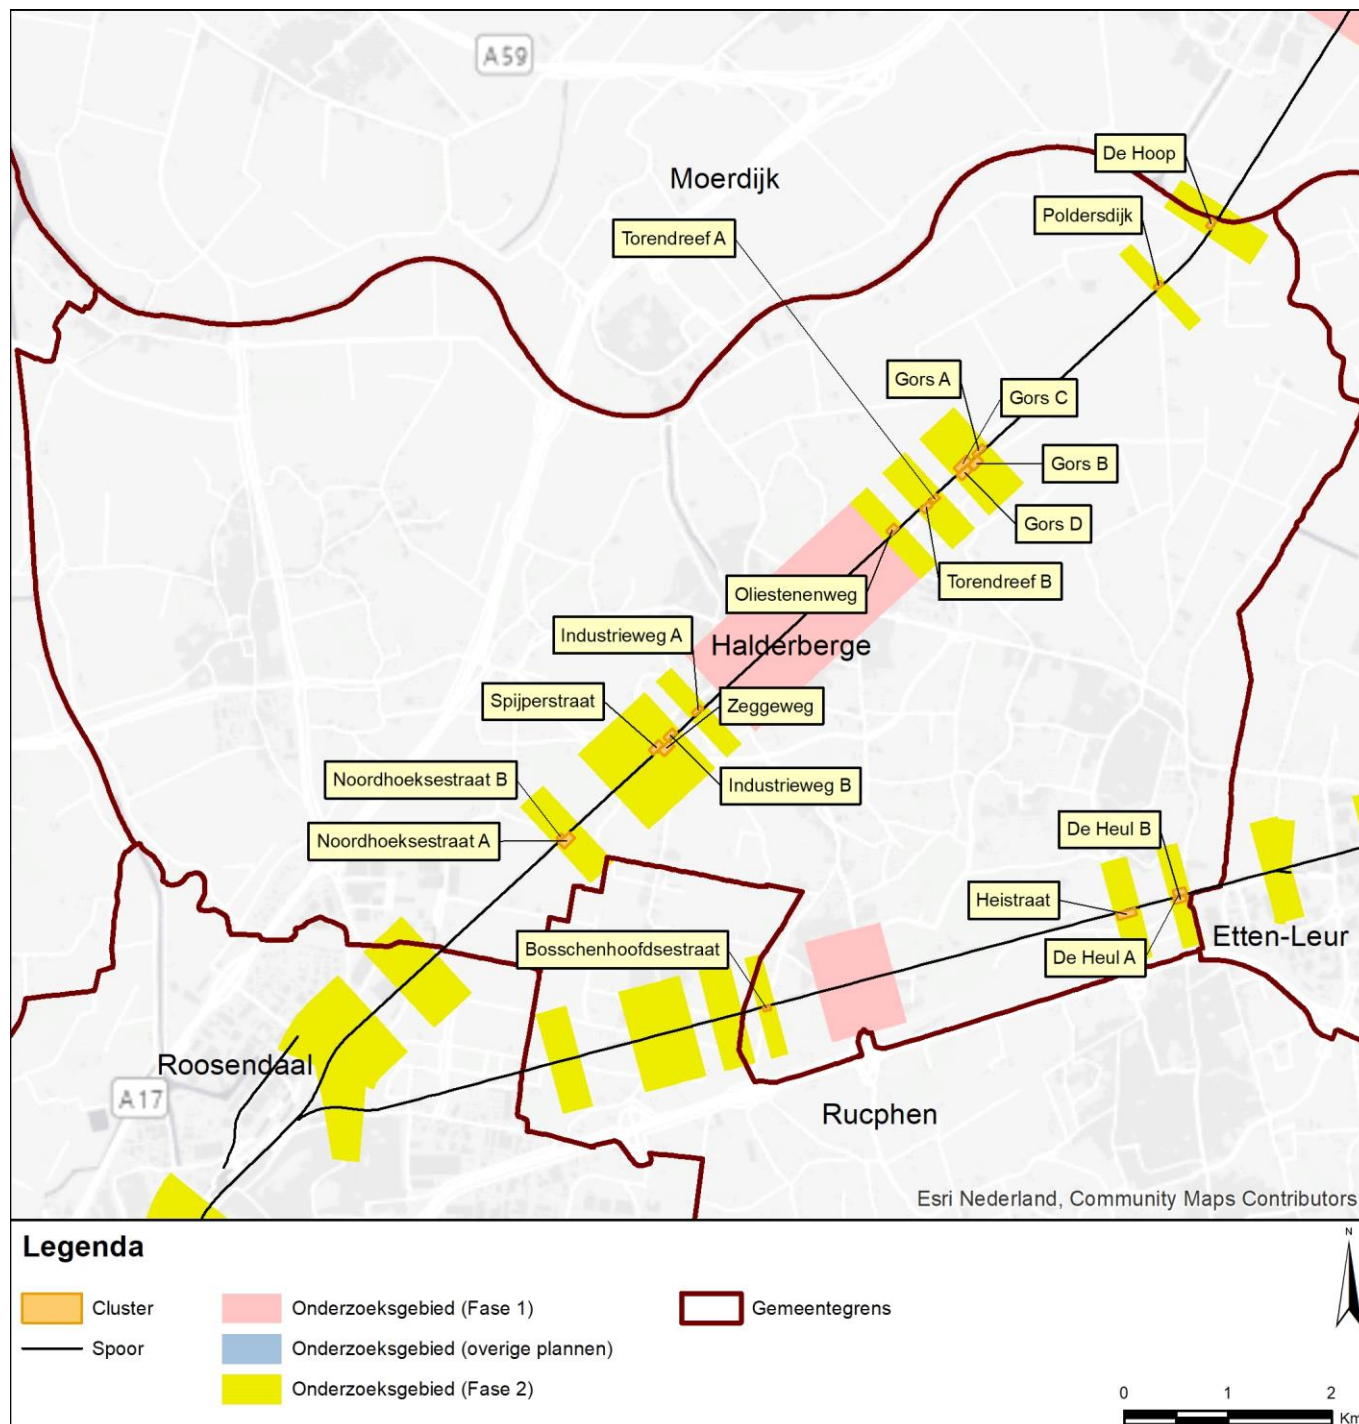 A59
De Hoop
Moerdijk
Poldersdijk
Torendreef A
Gors A
Gors C
Gors B
Gors D
Torendreef B
Oliestenenweg
Industrieweg A
Halderberge
Spijperstraat
Zeggeweg
Noordhoeksestraat B
Industrieweg B
Noordhoeksestraat A
De Heul B
Heistraat
Etten-Leur
Bosschenhoofdsestraat
De Heul A
Roosendaal
A17
Rucphen
Esri Nederland, Community Maps Contributors
Legenda
N
Cluster
Onderzoeksgebied (Fase 1)
Gemeentegrens
Spoor
Onderzoeksgebied (overige plannen)
Onderzoeksgebied (Fase 2)
0 1 2
Km